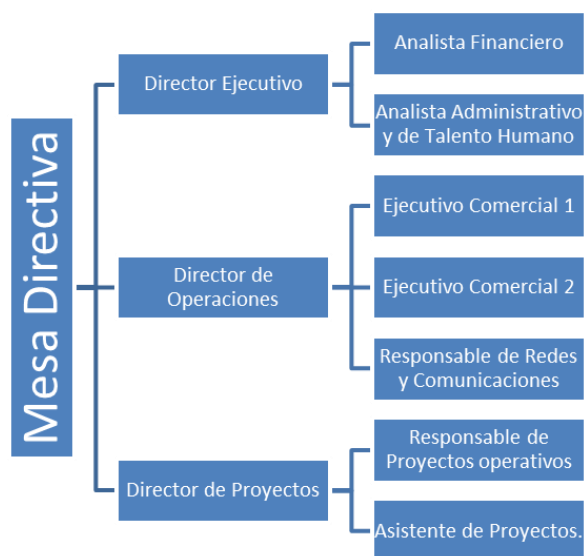 Mesa Directiva
Director Ejecutivo
Analista Financiero
Analista Administrativo
y de Talento Humano
Director de
Operaciones
Ejecutivo Comercial 1
Ejecutivo Comercial 2
Responsable de Redes
y Comunicaciones
Director de Proyectos
Responsable de
Proyectos operativos
Asistente de Proyectos.